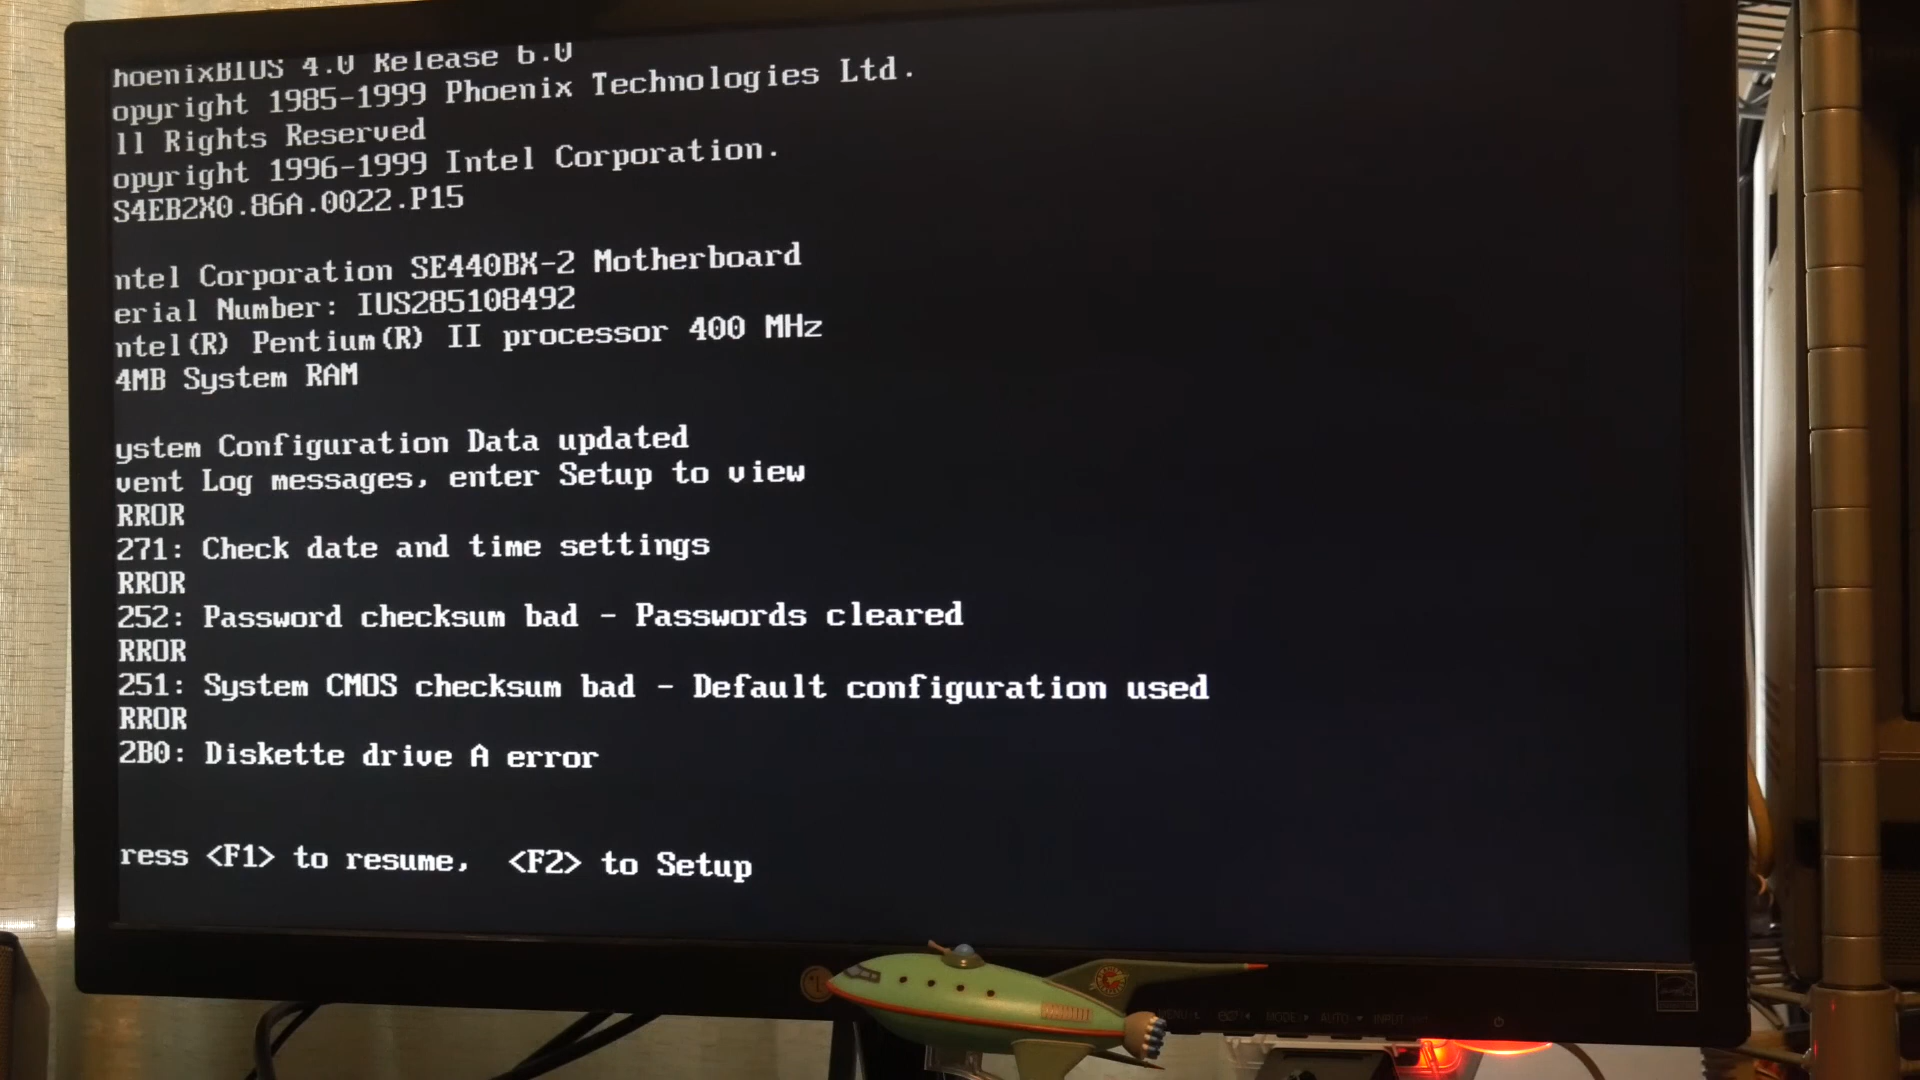 hoenixBIOS 4.0 Release 6.0
opyright 1985-1999 Phoenix Technologies Ltd.
ll Rights Reserved
opyright 1996-1999 Intel Corporation.
S4EB2X0.86A.0022.P15
ntel Corporation SE440BX-2 Motherboard
erial Number: IUS285108492
ntel(R) Pentium(R) II processor 400 MHz
4MB System RAM
ystem Configuration Data updated
vent Log messages, enter Setup to view
RROR
271: Check date and time settings
RROR
252: Password checksum bad - Passwords cleared
RROR
251: System CMOS checksum bad - Default configuration used
RROR
2B0: Diskette drive A error
ress <F1> to resume,  <F2> to Setup
MENU MODE AUTO INPUT